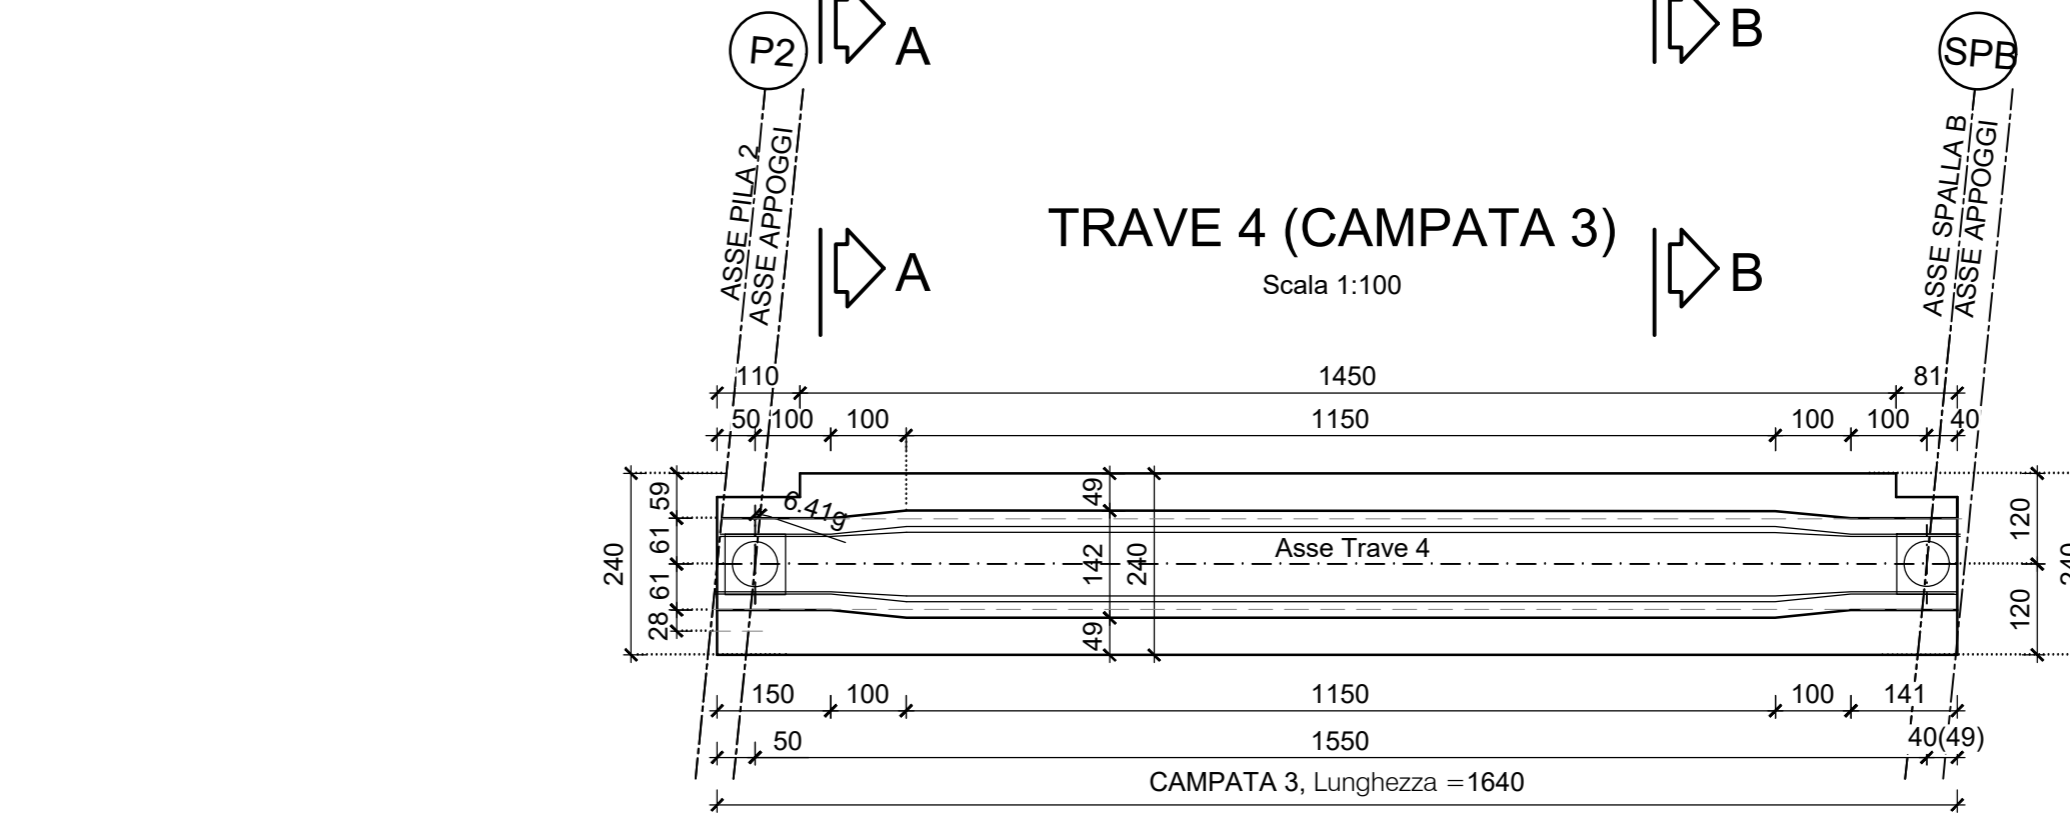 P2
A
B
SPB
ASSE PILA 2
ASSE APPOGGI
TRAVE 4 (CAMPATA 3)
Scala 1:100
A
B
ASSE SPALLA B
ASSE APPOGGI
110 1450 81
50 100 100 1150 100 100 40
59
61
61
28
240
6.41g
49
142
49
240
Asse Trave 4
120
120
240
150 100 1150 100 141
50 1550 40(49)
CAMPATA 3, Lunghezza =1640